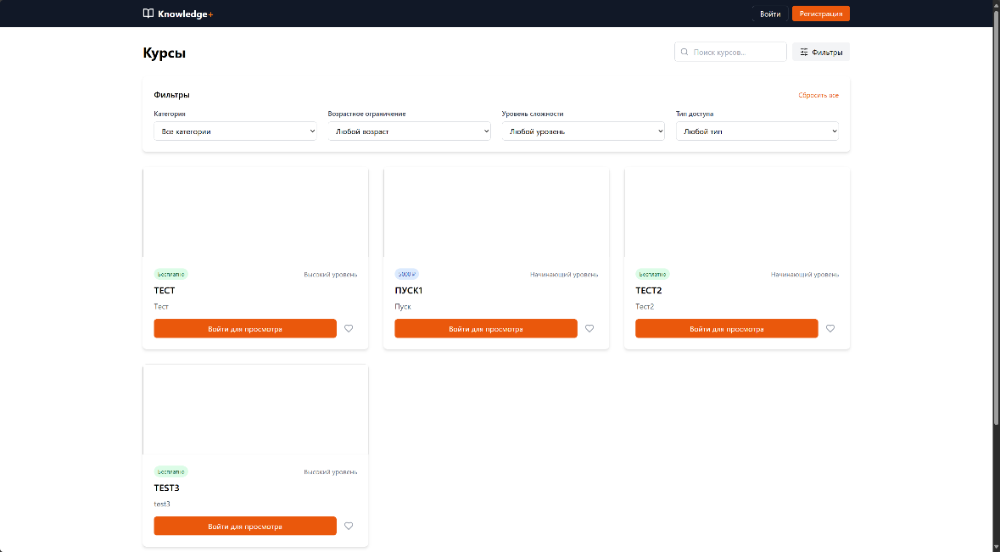 Knowledge+
Войти
Регистрация
Курсы
Поиск курсов...
Фильтры
Фильтры
Сбросить все
Категория
Возрастное ограничение
Уровень сложности
Тип доступа
Все категории
Любой возраст
Любой уровень
Любой тип
Бесплатно
Высокий уровень
ТЕСТ
Тест
Войти для просмотра
5000 ₽
Начинающий уровень
ПУСК1
Пуск
Войти для просмотра
Бесплатно
Начинающий уровень
ТЕСТ2
Тест2
Войти для просмотра
Бесплатно
Высокий уровень
TEST3
test3
Войти для просмотра